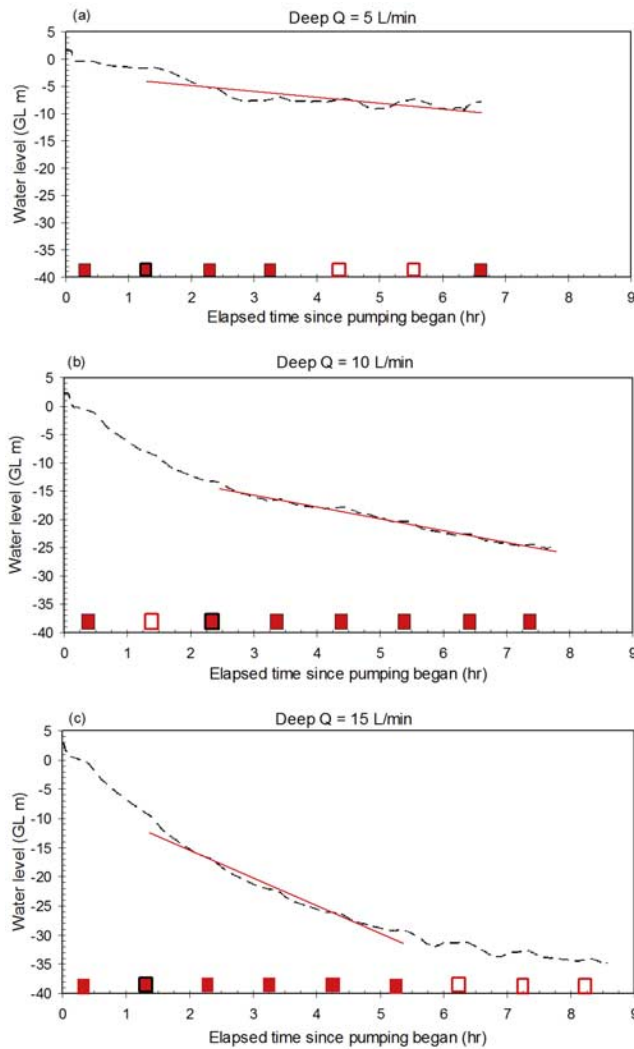 (a)
Deep Q = 5 L/min
5
0
-5
-10
-15
-20
-25
-30
-35
-40
Water level (GL m)
0 1 2 3 4 5 6 7 8 9
Elapsed time since pumping began (hr)
(b)
Deep Q = 10 L/min
5
0
-5
-10
-15
-20
-25
-30
-35
-40
Water level (GL m)
0 1 2 3 4 5 6 7 8 9
Elapsed time since pumping began (hr)
(c)
Deep Q = 15 L/min
5
0
-5
-10
-15
-20
-25
-30
-35
-40
Water level (GL m)
0 1 2 3 4 5 6 7 8 9
Elapsed time since pumping began (hr)